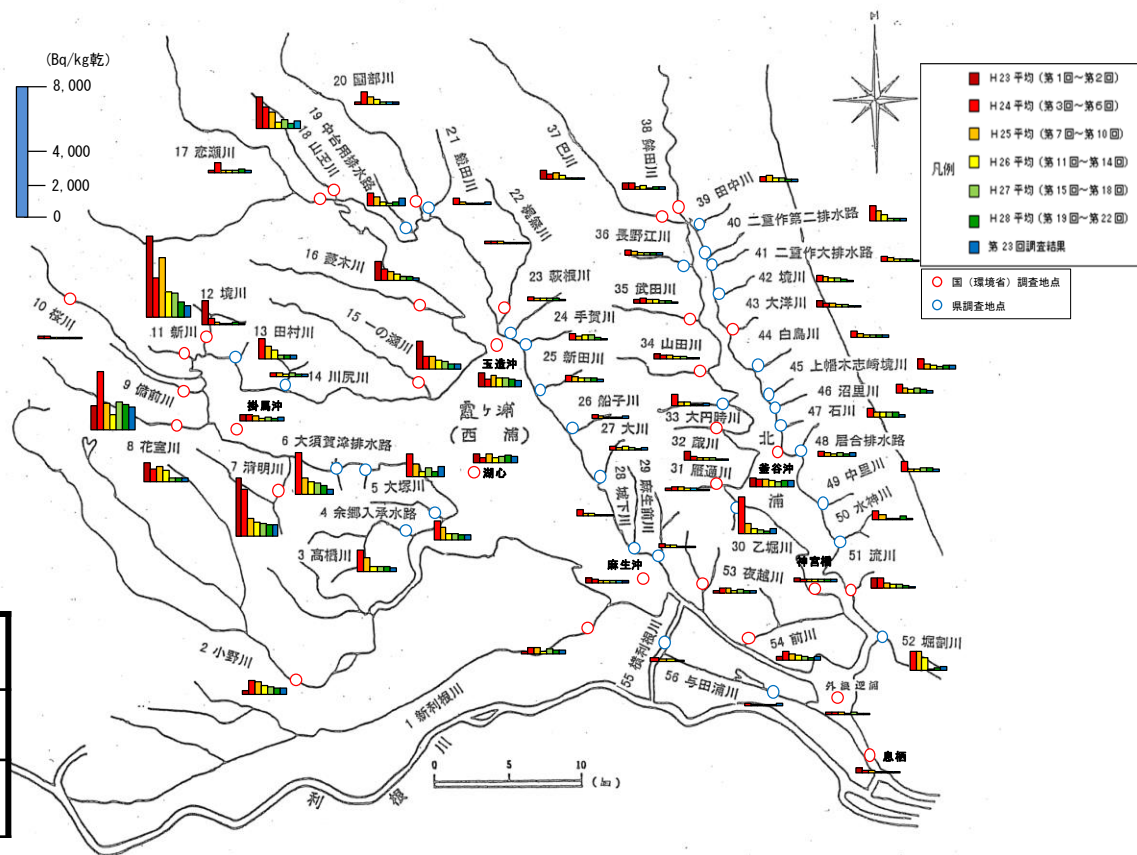 (Bq/kg乾)
8,000
4,000
2,000
0
凡例
H23 平均(第1回~第2回)
H24 平均(第3回~第6回)
H25 平均(第7回~第10回)
H26 平均(第11回~第14回)
H27 平均(第15回~第18回)
H28 平均(第19回~第22回)
第23回調査結果
国(環境省)調査地点
県調査地点
20 園部川
19 中台用排水路
18 山王川
17 恋瀬川
21 鎌田川
22 梶無川
37 巴川
38 鉾田川
39 田中川
40 二重作第二排水路
36 長野江川
41 二重作大排水路
16 菱木川
23 荻根川
35 武田川
42 境川
43 大洋川
10 桜川
12 境川
11 新川
13 田村川
15 一の瀬川
24 手賀川
34 山田川
44 白鳥川
14 川尻川
玉造沖
25 新田川
45 上幡木志崎境川
9 備前川
掛馬沖
霞ヶ浦
(西浦)
26 船子川
33 大円時川
46 沼里川
47 石川
8 花室川
6 大須賀津排水路
27 大川
32 蔵川
北
浦
48 居合排水路
7 清明川
5 大塚川
湖心
28 城下川
29 麻生前川
31 雁通川
釜谷沖
49 中里川
4 余郷入承水路
50 水神川
3 高橋川
30 乙堀川
51 流川
麻生沖
53 夜越川
神宮橋
2 小野川
54 前川
52 堀割川
1 新利根川
55 横利根川
56 与田浦川
外浪逆浦
息栖
利根川
0
5
10
(㎞)